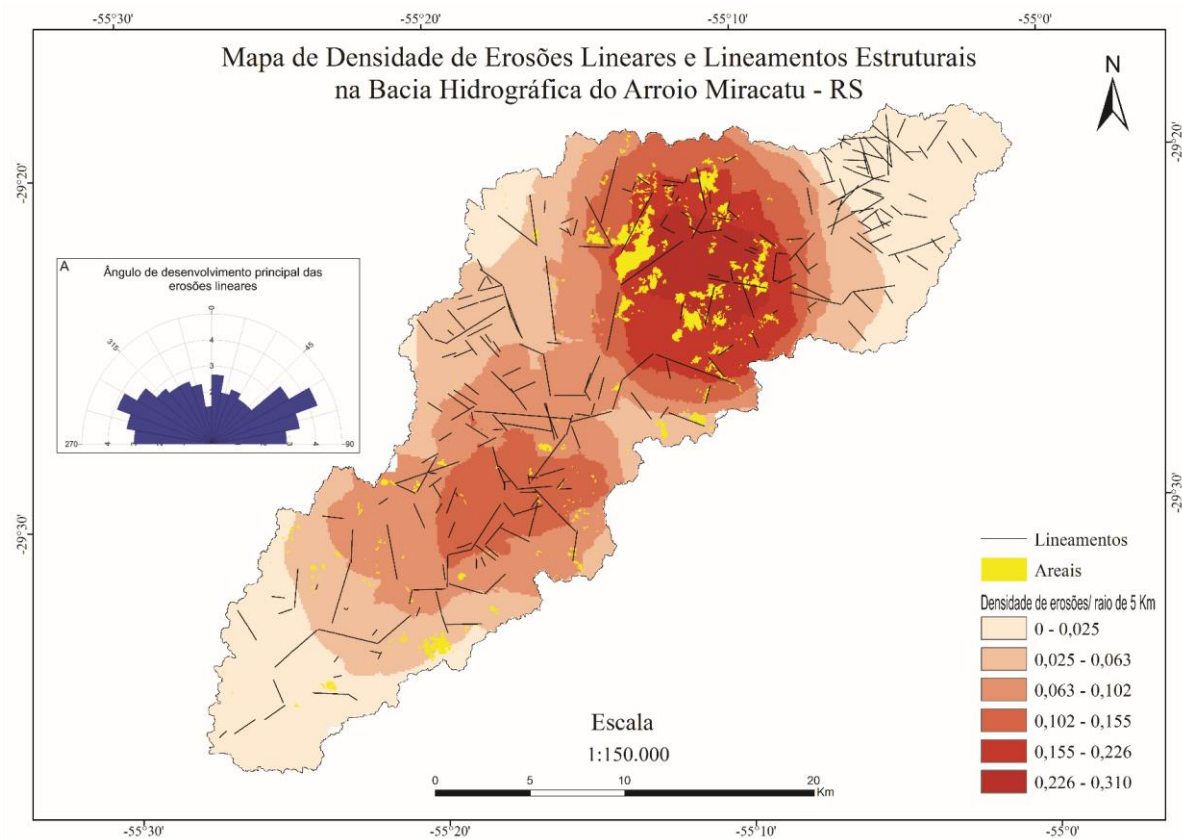 -55°30' -55°20' -55°10' -55°0'
Mapa de Densidade de Erosões Lineares e Lineamentos Estruturais
na Bacia Hidrográfica do Arroio Miracatu - RS
N
-29°20' -29°20'
A
Ângulo de desenvolvimento principal das
erosões lineares
0
315 45
4
3
2
270 4 4 90
-29°30' -29°30'
Lineamentos
Areais
Densidade de erosões/ raio de 5 Km
0 - 0,025
0,025 - 0,063
0,063 - 0,102
0,102 - 0,155
0,155 - 0,226
0,226 - 0,310
Escala
1:150.000
0 5 10 20
Km
-55°30' -55°20' -55°10' -55°0'